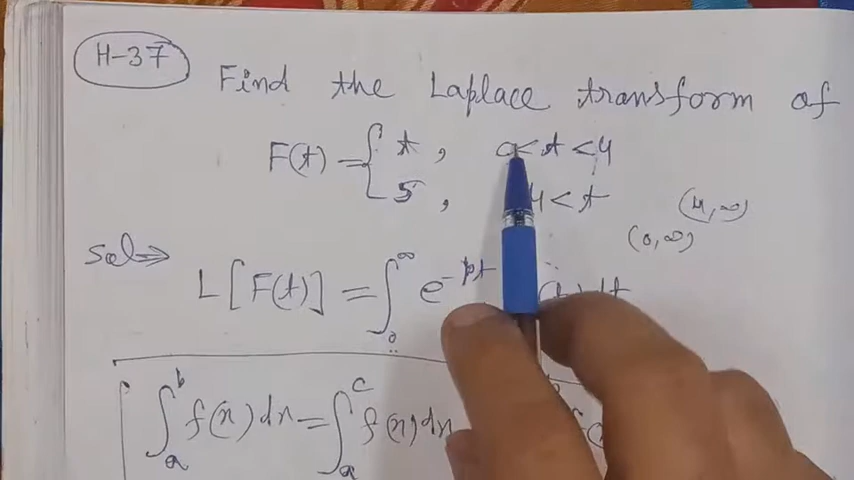 H-37
Find the Laplace transform of
F(t) = { t, 0 < t < 4
5, 4 < t
(4, ∞)
(0, ∞)
sol ⇒
L[F(t)] = ∫₀^∞ e^{-pt} (t) dt
∫ₐᵇ f(x) dx = ∫ₐᶜ f(x) dx